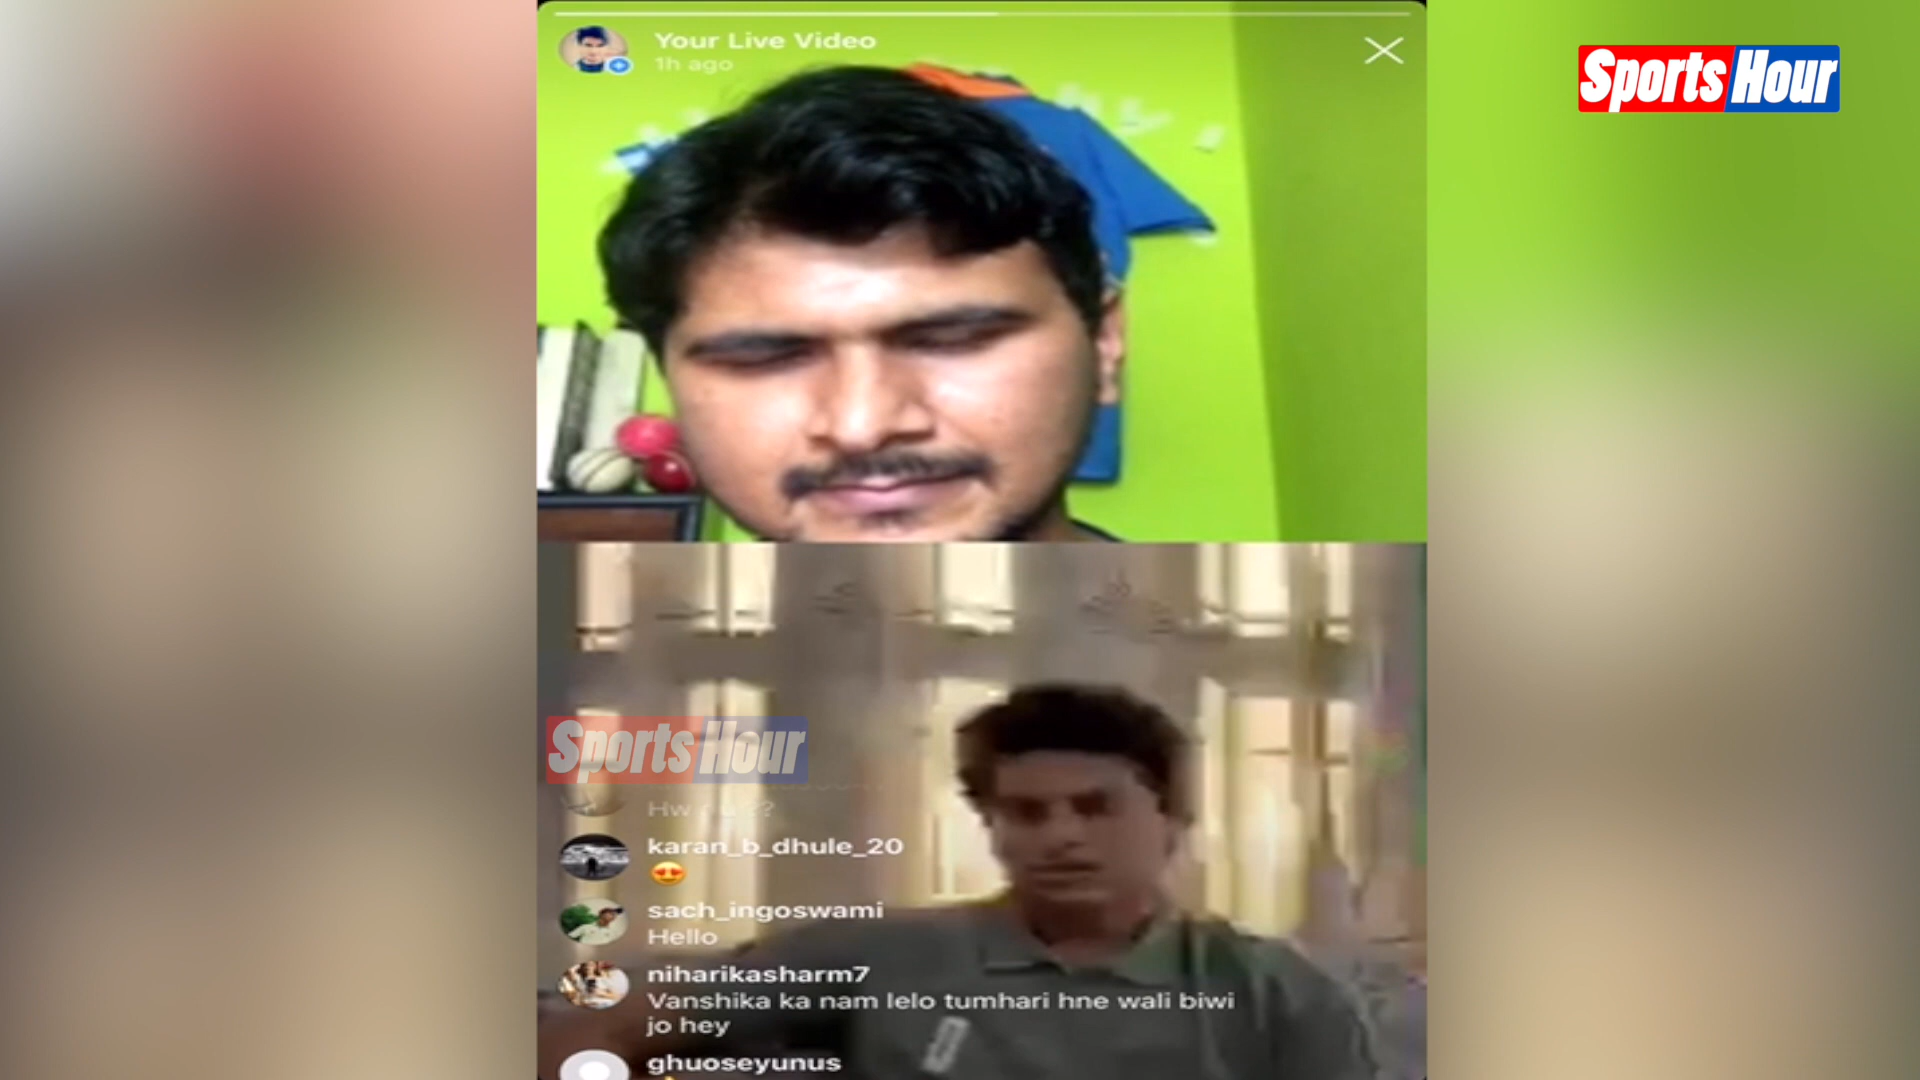 Your Live Video
1h ago
Sports Hour
Sports Hour
Hw
karan_b_dhule_20
😍
sach_ingoswami
Hello
niharikasharm7
Vanshika ka nam lelo tumhari hne wali biwi
jo hey
ghuoseyunus